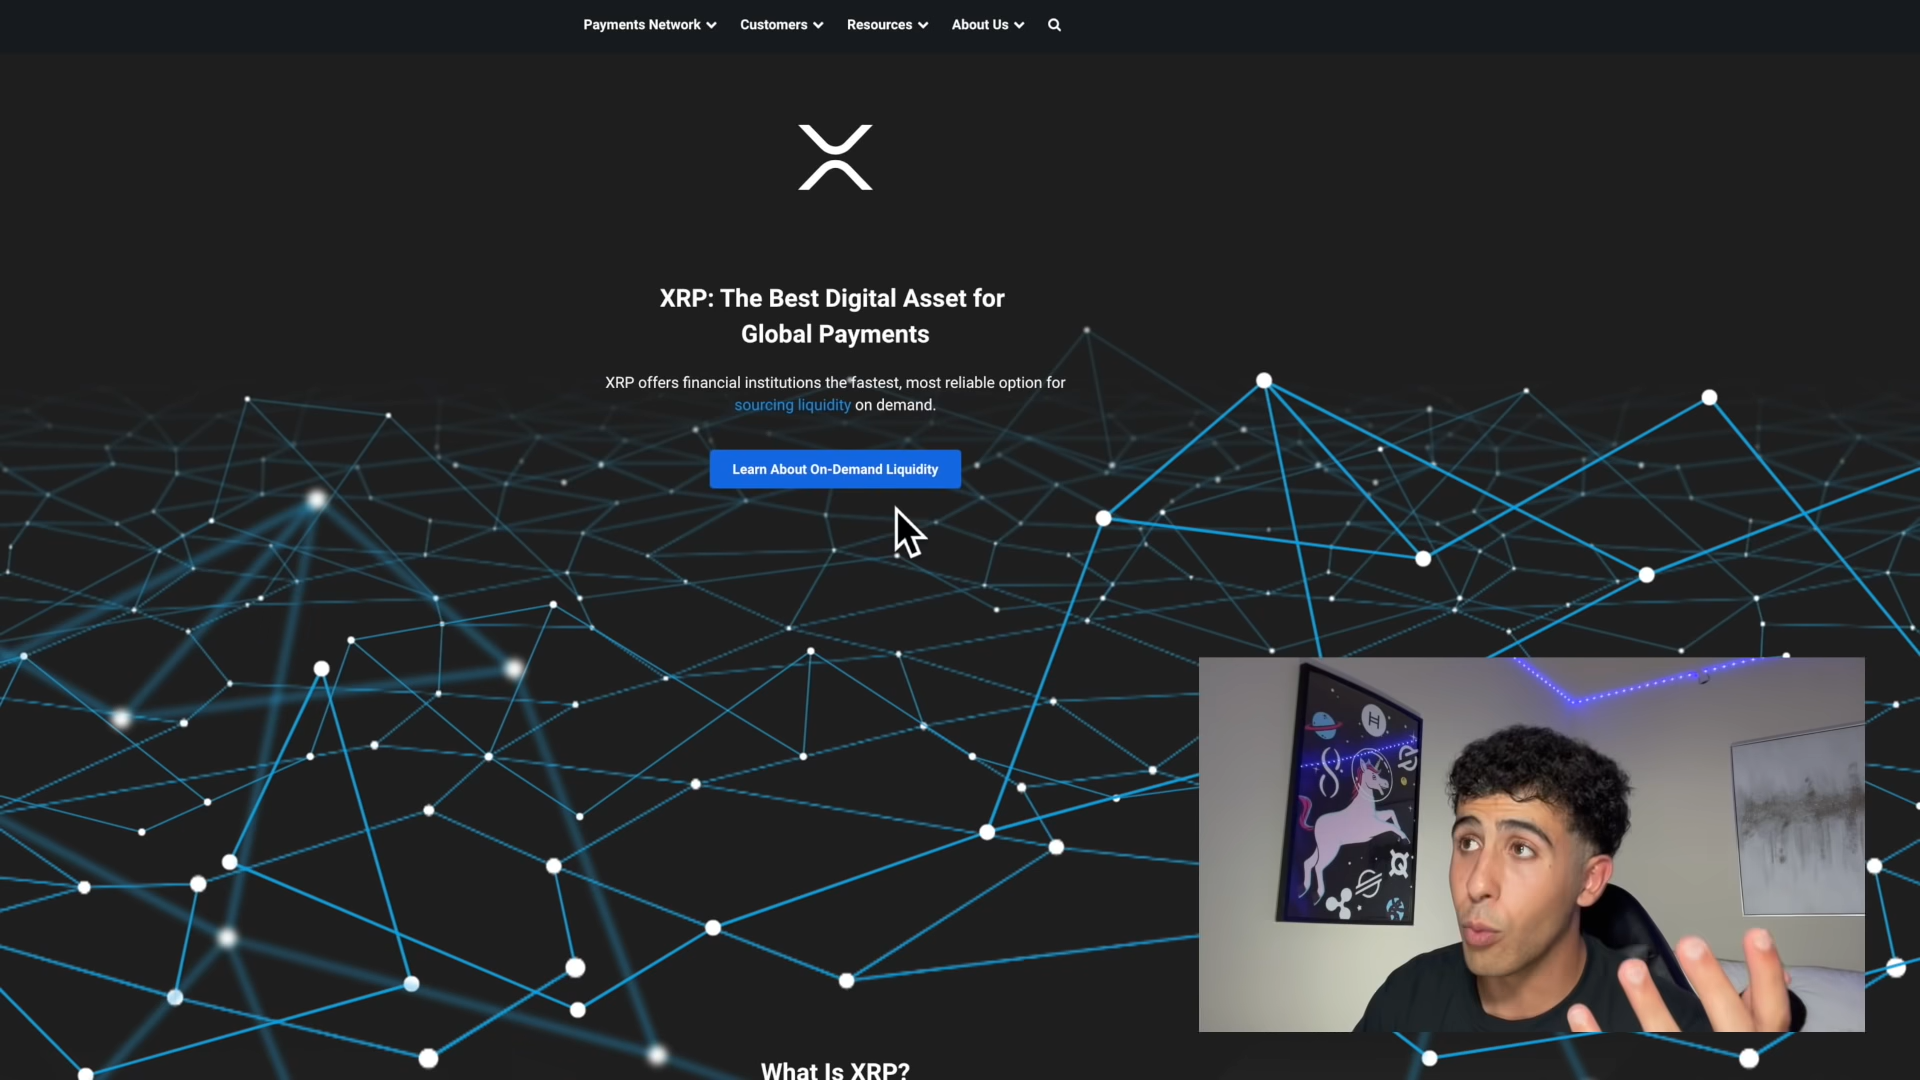 Payments Network
Customers
Resources
About Us
XRP: The Best Digital Asset for
Global Payments
XRP offers financial institutions the fastest, most reliable option for
sourcing liquidity on demand.
Learn About On-Demand Liquidity
What Is XRP?